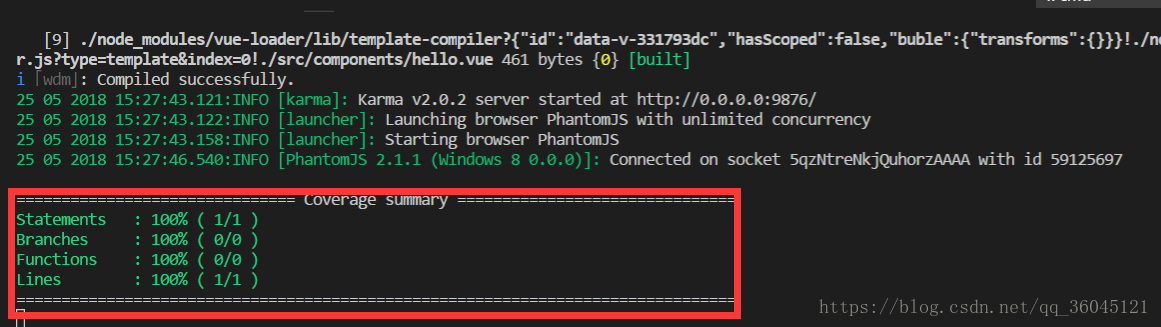 [9] ./node_modules/vue-loader/lib/template-compiler?{"id":"data-v-331793dc","hasScoped":false,"buble":{"transforms":{}}}!./no
r.js?type=template&index=0!./src/components/hello.vue 461 bytes {0} [built]
i ｢wdm｣: Compiled successfully.
25 05 2018 15:27:43.121:INFO [karma]: Karma v2.0.2 server started at http://0.0.0.0:9876/
25 05 2018 15:27:43.122:INFO [launcher]: Launching browser PhantomJS with unlimited concurrency
25 05 2018 15:27:43.158:INFO [launcher]: Starting browser PhantomJS
25 05 2018 15:27:46.540:INFO [PhantomJS 2.1.1 (Windows 8 0.0.0)]: Connected on socket 5qzNtreNkjQuhorzAAAA with id 59125697
=============================== Coverage summary ===============================
Statements : 100% ( 1/1 )
Branches : 100% ( 0/0 )
Functions : 100% ( 0/0 )
Lines : 100% ( 1/1 )
================================================================================
https://blog.csdn.net/qq_36045121